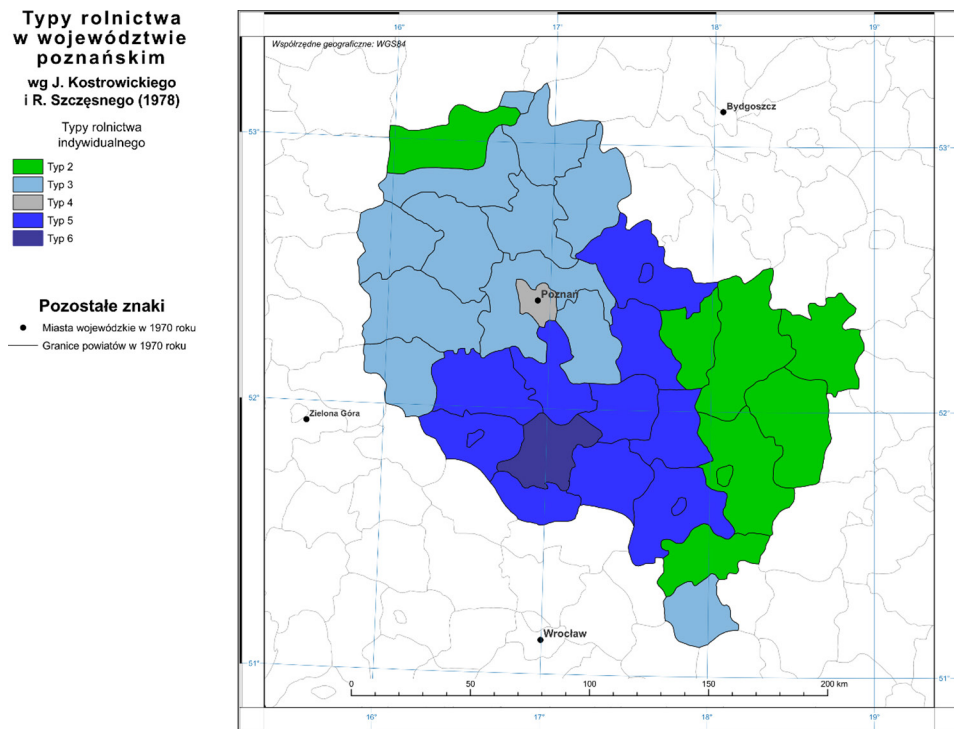 Typy rolnictwa
w województwie
poznańskim
wg J. Kostrowickiego
i R. Szczęsnego (1978)
Typy rolnictwa
indywidualnego
Typ 2
Typ 3
Typ 4
Typ 5
Typ 6
Pozostałe znaki
Miasta wojewódzkie w 1970 roku
Granice powiatów w 1970 roku
16°
17°
18°
19°
Współrzędne geograficzne: WGS84
Bydgoszcz
53°
53°
Poznań
52°
52°
Zielona Góra
Wrocław
51°
51°
0
50
100
150
200 km
16°
17°
18°
19°